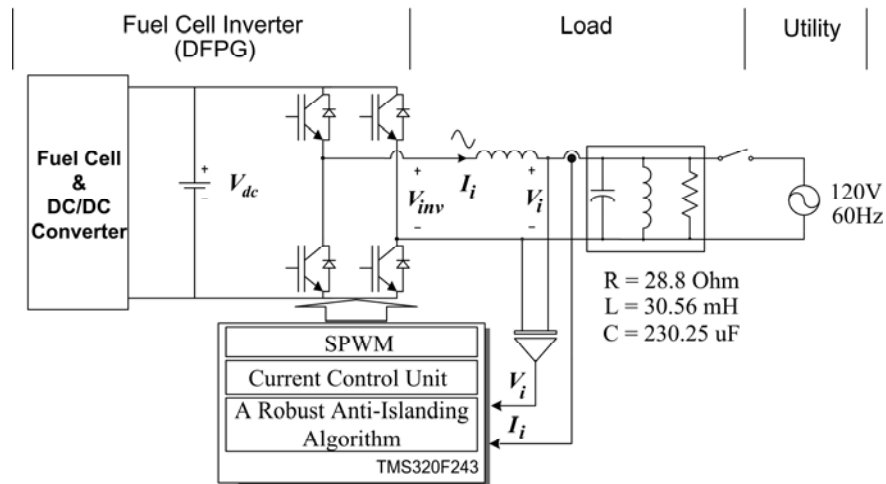 Fuel Cell Inverter
(DFPG)
Load
Utility
Fuel Cell
&
DC/DC
Converter
+
V_dc
−
+
V_inv
−
I_i
+
V_i
−
120V
60Hz
R = 28.8 Ohm
L = 30.56 mH
C = 230.25 uF
SPWM
Current Control Unit
A Robust Anti-Islanding
Algorithm
TMS320F243
V_i
I_i